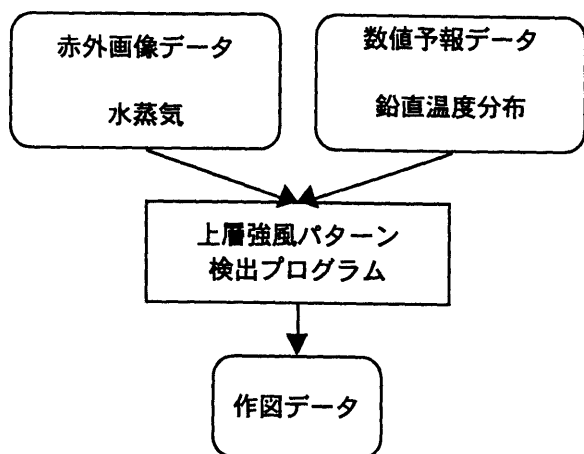 赤外画像データ
水蒸気
数値予報データ
鉛直温度分布
上層強風パターン
検出プログラム
作図データ